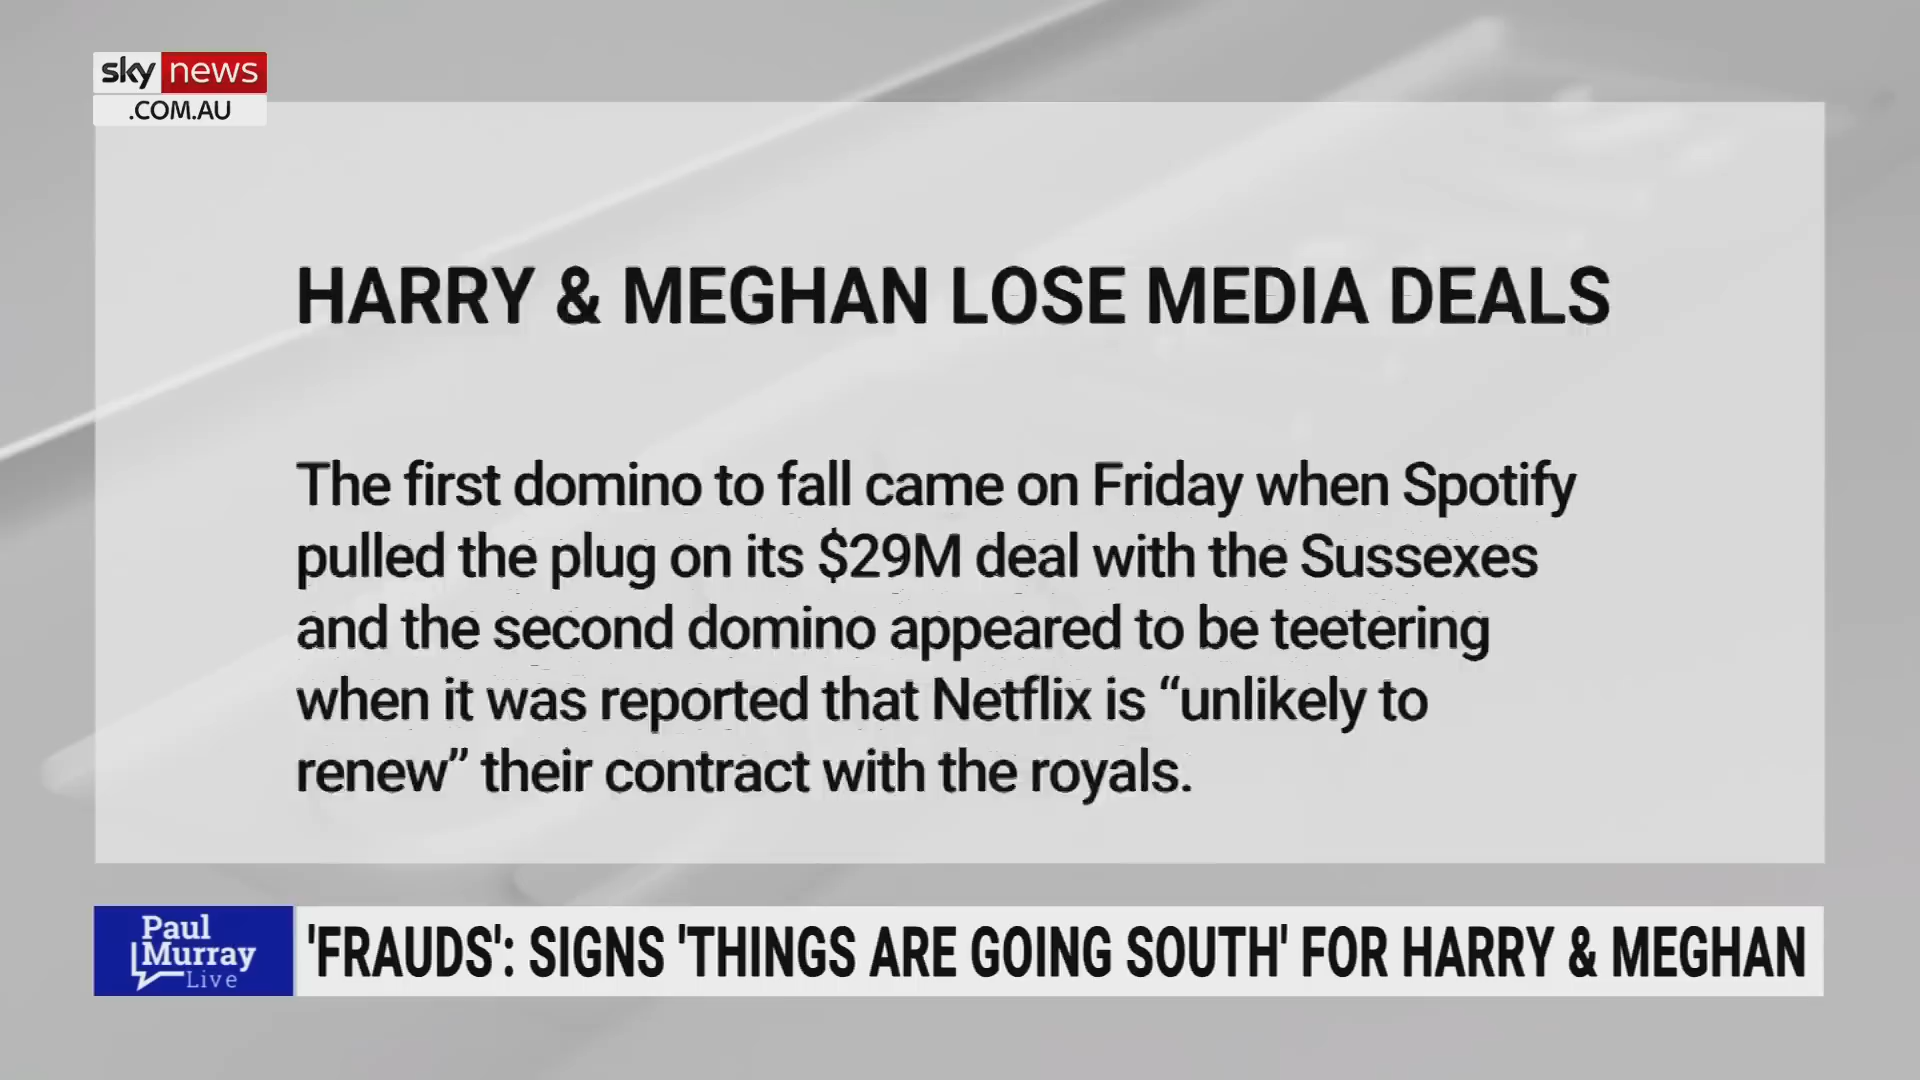 sky news
.COM.AU
HARRY & MEGHAN LOSE MEDIA DEALS
The first domino to fall came on Friday when Spotify
pulled the plug on its $29M deal with the Sussexes
and the second domino appeared to be teetering
when it was reported that Netflix is “unlikely to
renew” their contract with the royals.
Paul
Murray
Live
'FRAUDS': SIGNS 'THINGS ARE GOING SOUTH' FOR HARRY & MEGHAN